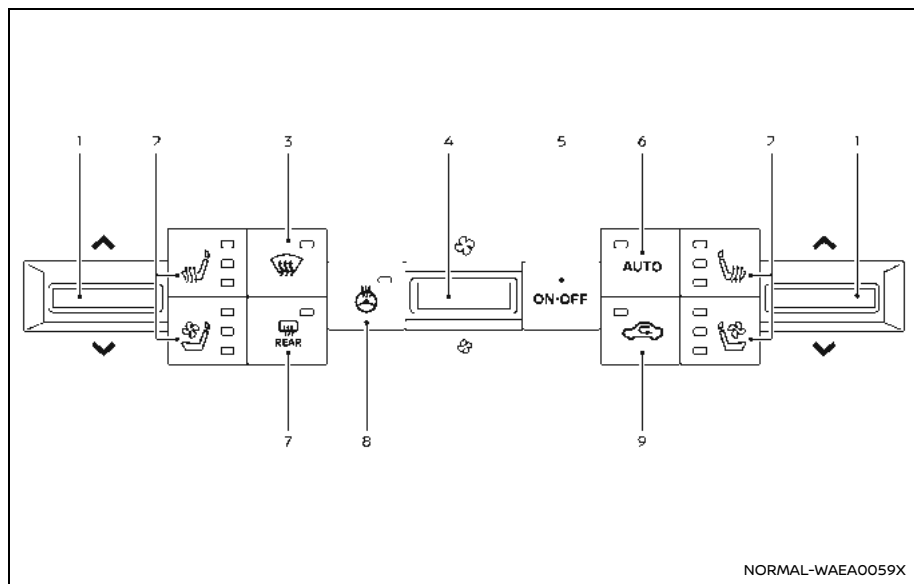 1 2 3 4 5 6 2 1
AUTO
ON·OFF
REAR
7 8 9
NORMAL-WAEA0059X